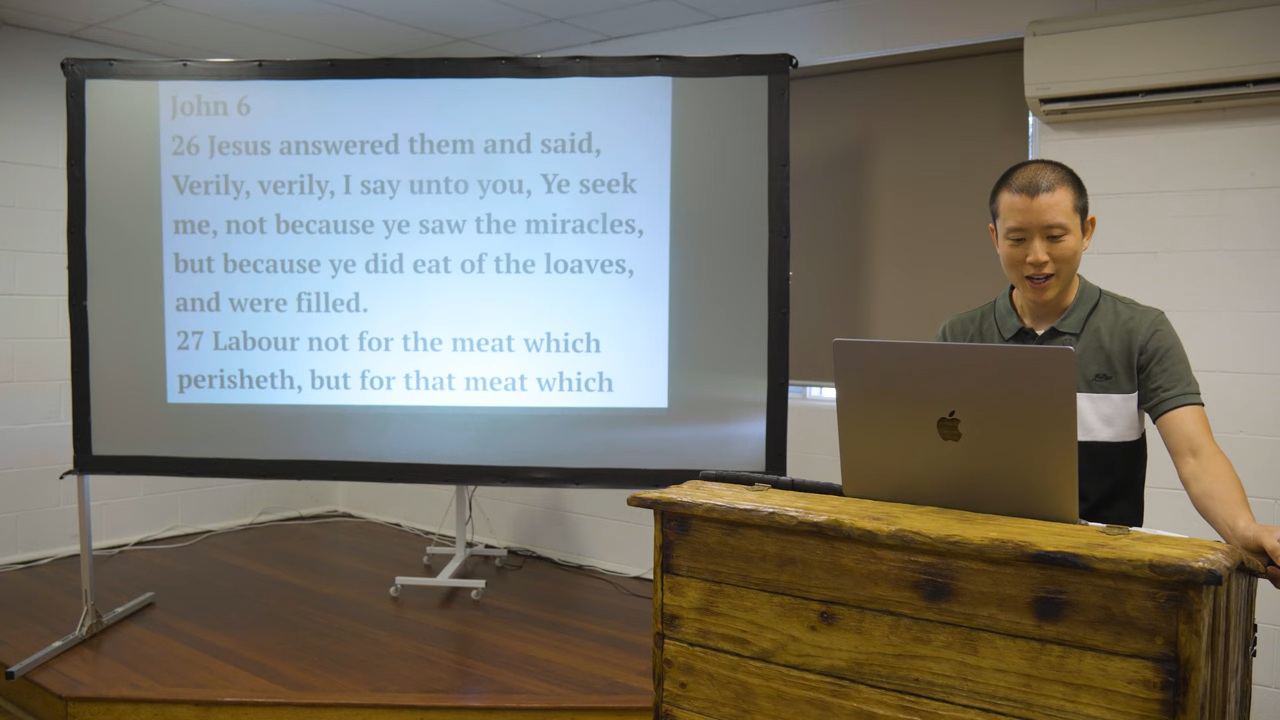 John 6
26 Jesus answered them and said,
Verily, verily, I say unto you, Ye seek
me, not because ye saw the miracles,
but because ye did eat of the loaves,
and were filled.
27 Labour not for the meat which
perisheth, but for that meat which